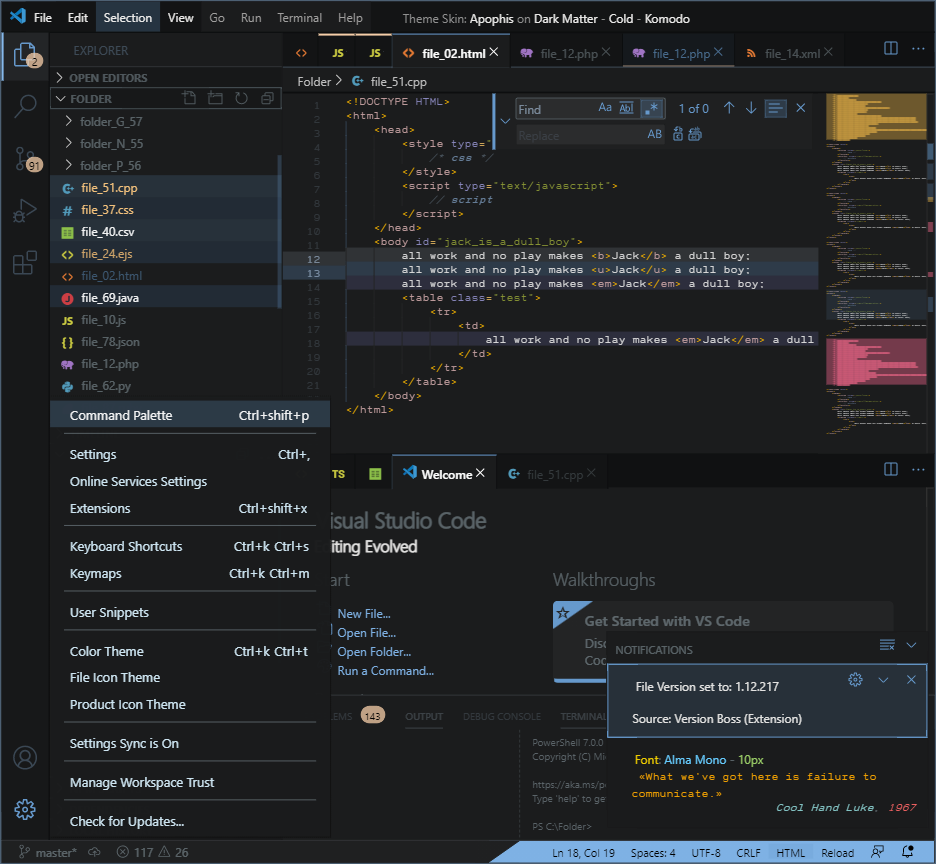 File Edit Selection View Go Run Terminal Help Theme Skin: Apophis on Dark Matter - Cold - Komodo
2
EXPLORER
JS
JS
file_02.html
file_12.php
file_12.php
file_14.xml
OPEN EDITORS
FOLDER
Folder file_51.cpp
folder_G_57
folder_N_55
folder_P_56
file_51.cpp
file_37.css
file_40.csv
file_24.ejs
file_02.html
file_69.java
JS file_10.js
file_78.json
file_12.php
file_62.py
91
Find Aa Abl .* 1 of 0
Replace AB
1 <!DOCTYPE HTML>
2 <html>
3 <head>
4 <style type="
5 /* css */
6 </style>
7 <script type="text/javascript">
8 // script
9 </script>
10 </head>
11 <body id="jack_is_a_dull_boy">
12 all work and no play makes <b>Jack</b> a dull boy;
13 all work and no play makes <u>Jack</u> a dull boy;
14 all work and no play makes <em>Jack</em> a dull boy;
15 <table class="test">
16 <tr>
17 <td>
18 all work and no play makes <em>Jack</em> a dull
19 </td>
20 </tr>
21 </table>
</body>
</html>
Command Palette Ctrl+shift+p
Settings Ctrl+,
Online Services Settings
Extensions Ctrl+shift+x
Keyboard Shortcuts Ctrl+k Ctrl+s
Keymaps Ctrl+k Ctrl+m
User Snippets
Color Theme Ctrl+k Ctrl+t
File Icon Theme
Product Icon Theme
Settings Sync is On
Manage Workspace Trust
Check for Updates...
TS
Welcome
file_51.cpp
isual Studio Code
iting Evolved
art
New File...
Open File...
Open Folder...
Run a Command...
Walkthroughs
Get Started with VS Code
Disc
Coc
NOTIFICATIONS
File Version set to: 1.12.217
Source: Version Boss (Extension)
LEMS 143 OUTPUT DEBUG CONSOLE TERMINAL
PowerShell 7.0.0
Copyright (C) Mi
https://aka.ms/p
Type 'help' to ge
PS C:\Folder>
Font: Alma Mono - 10px
«What we've got here is failure to
communicate.»
Cool Hand Luke, 1967
master* 117 26 Ln 18, Col 19 Spaces: 4 UTF-8 CRLF HTML Reload